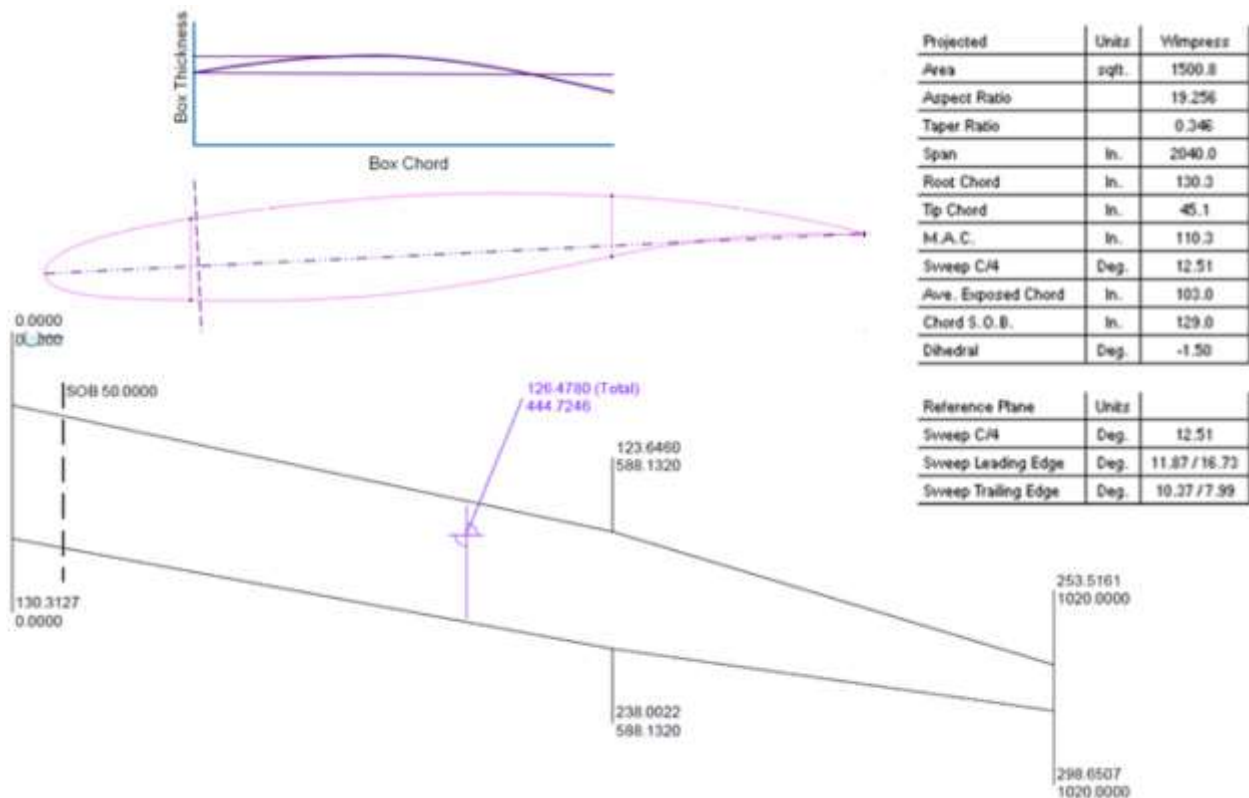 Box Thickness
Box Chord
Projected Units Wimpress
Area sqft. 1500.8
Aspect Ratio 19.256
Taper Ratio 0.346
Span In. 2040.0
Root Chord In. 130.3
Tip Chord In. 45.1
M.A.C. In. 110.3
Sweep C/4 Deg. 12.51
Ave. Exposed Chord In. 103.0
Chord S.O.B. In. 129.0
Dihedral Deg. -1.50
Reference Plane Units
Sweep C/4 Deg. 12.51
Sweep Leading Edge Deg. 11.87 / 16.73
Sweep Trailing Edge Deg. 10.37 / 7.99
0.0000
SOB 50.0000
126.4780 (Total)
444.7246
123.6460
588.1320
253.5161
1020.0000
130.3127
0.0000
238.0022
588.1320
298.6507
1020.0000